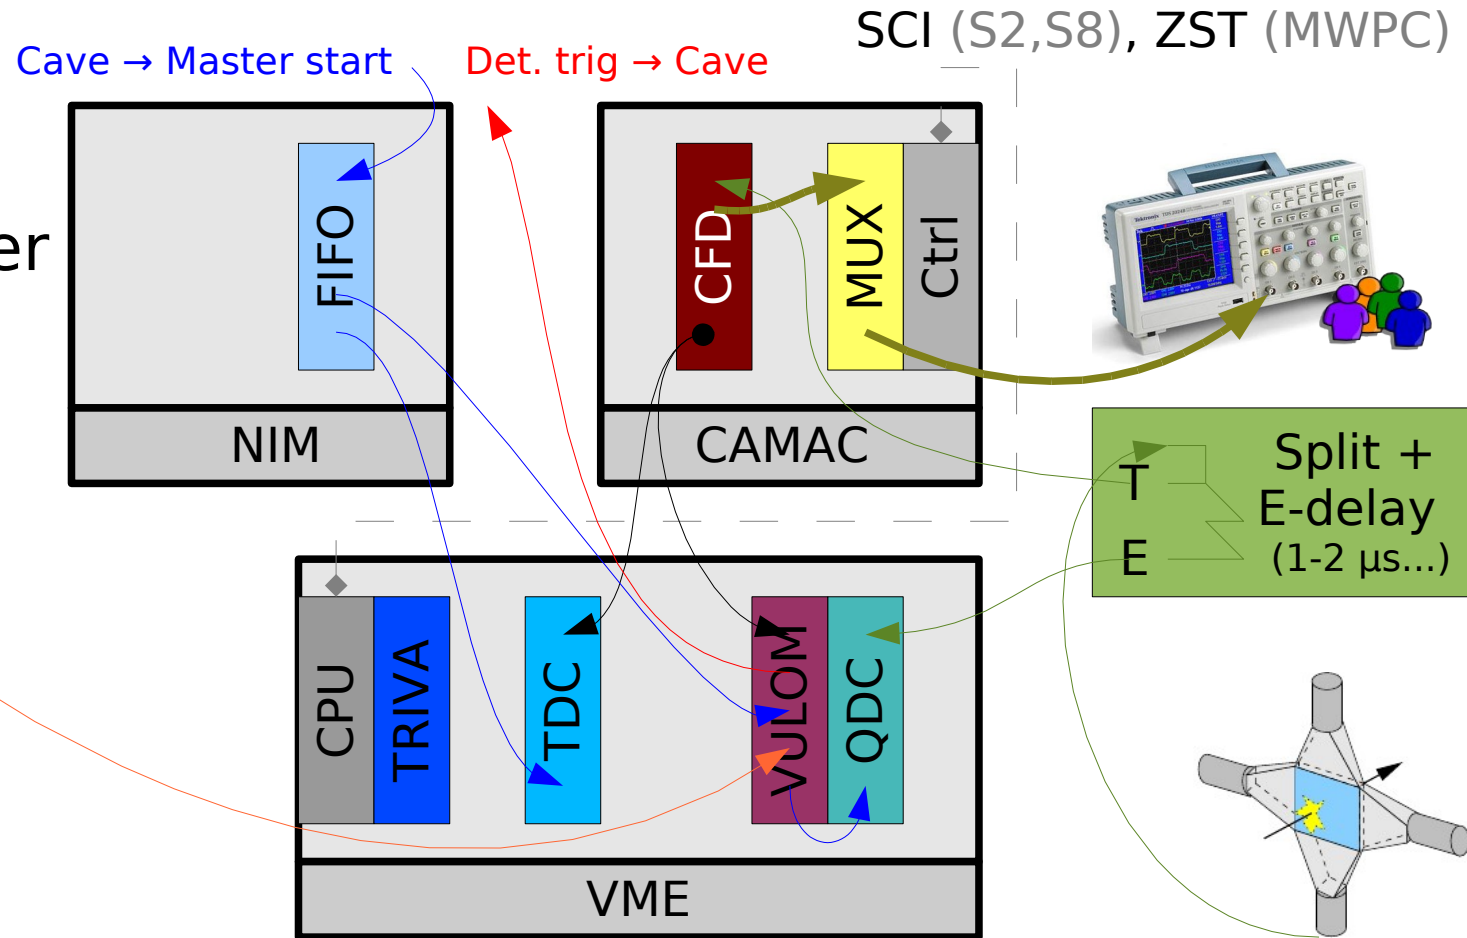 SCI (S2,S8), ZST (MWPC)
Cave → Master start
Det. trig → Cave
er
FIFO
CFD
MUX
Ctrl
Tektronix
NIM
CAMAC
T
E
Split +
E-delay
(1-2 µs...)
CPU
TRIVA
TDC
VULOM
QDC
VME